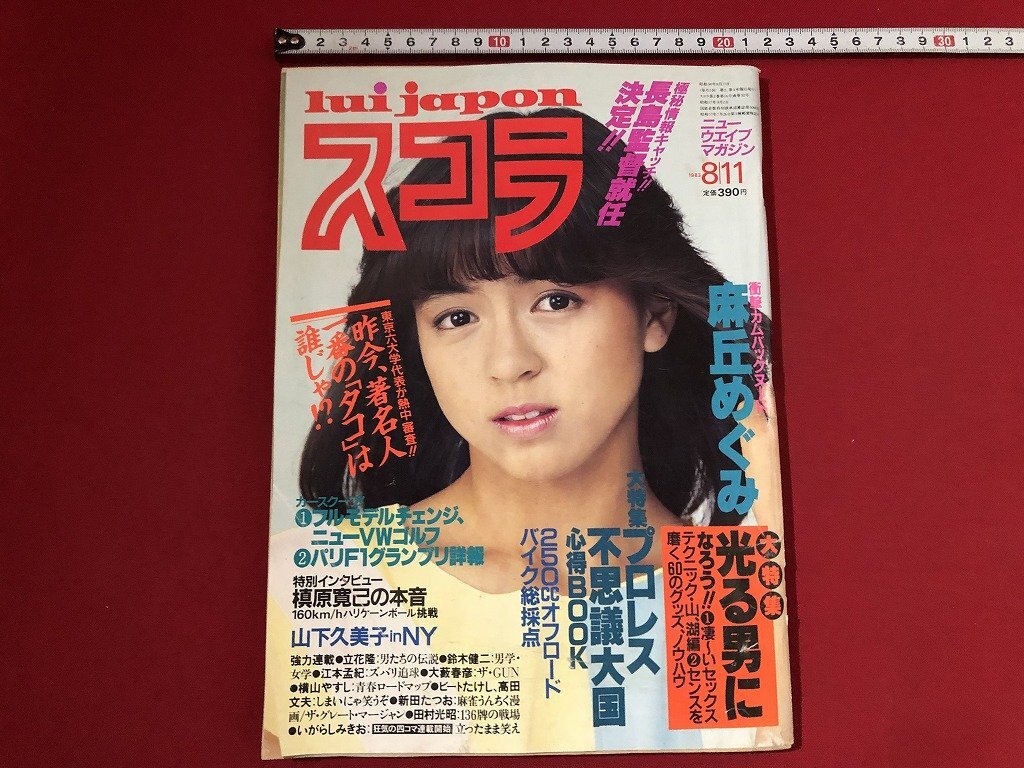 2 3 4 5 6 7 8 9 10 1 2 3 4 5 6 7 8 9 20 1 2 3 4 5 6 7 8 9 30 1 2 3
lui japon
スコラ
極秘情報キャッチ!!
長島監督就任
決定!!
ニュー
ウエイブ
マガジン
1983 8/11
定価390円
衝撃カムバックヌード
麻丘めぐみ
東京六大学代表が熱中審査!!
昨今、著名人
一番の「タコ」は
誰じゃ!?
カースクープ
①フルモデルチェンジ、
ニューVWゴルフ
②パリF1グランプリ詳報
特別インタビュー
槙原寛己の本音
160km/hハリケーンボール挑戦
山下久美子inNY
強力連載●立花隆:男たちの伝説●鈴木健二:男学・
女学●江本孟紀:ズバリ直球●大薮春彦:ザ・GUN
●横山やすし:青春ロードマップ●ビートたけし、高田
文夫:しまいにゃ笑うぞ●新田たつお:麻雀うんちく漫
画/ザ・グレート・マージャン●田村光昭:136牌の戦場
●いがらしみきお:狂気の四コマ連載開始 立ったまま笑え
大特集
プロレス
不思議大国
心得BOOK
250ccオフロード
バイク総採点
大特集
光る男に
なろう!!①凄〜いセックス
テクニック・山、湖編②センスを
磨く60のグッズ、ノウハウ